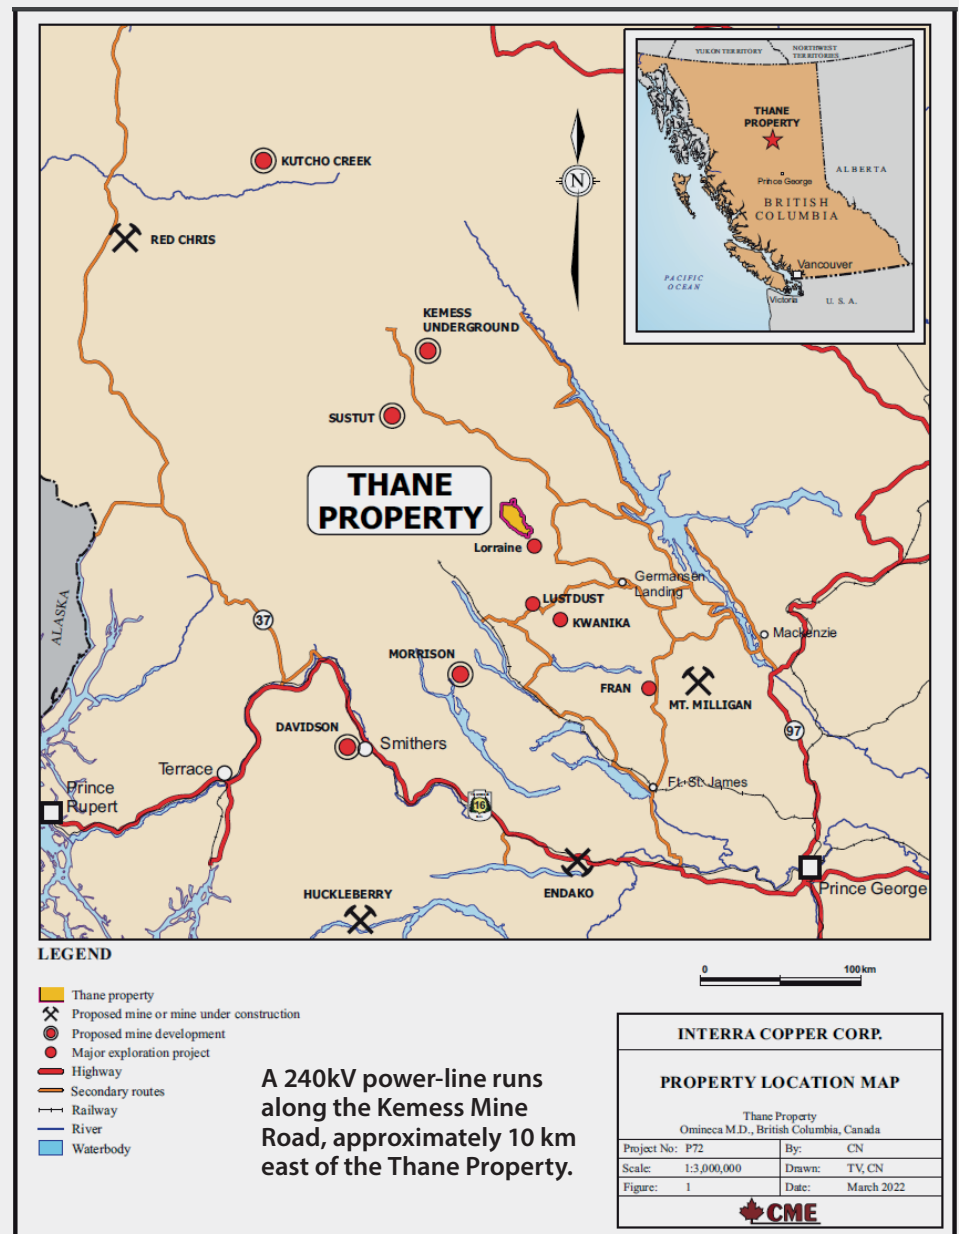 YUKON TERRITORY
NORTHWEST
TERRITORIES
THANE
PROPERTY
ALBERTA
Prince George
BRITISH
COLUMBIA
PACIFIC
OCEAN
Vancouver
Victoria
U. S. A.
KUTCHO CREEK
N
RED CHRIS
KEMESS
UNDERGROUND
SUSTUT
THANE
PROPERTY
Lorraine
Germansen
Landing
ALASKA
LUSTDUST
37
KWANIKA
Mackenzie
MORRISON
FRAN
MT. MILLIGAN
DAVIDSON
97
Smithers
Terrace
Ft. St. James
Prince
Rupert
16
HUCKLEBERRY
ENDAKO
Prince George
LEGEND
0 100km
Thane property
Proposed mine or mine under construction
Proposed mine development
Major exploration project
Highway
Secondary routes
Railway
River
Waterbody
A 240kV power-line runs
along the Kemess Mine
Road, approximately 10 km
east of the Thane Property.
INTERRA COPPER CORP.
PROPERTY LOCATION MAP
Thane Property
Omineca M.D., British Columbia, Canada
Project No: P72 By: CN
Scale: 1:3,000,000 Drawn: TV, CN
Figure: 1 Date: March 2022
CME